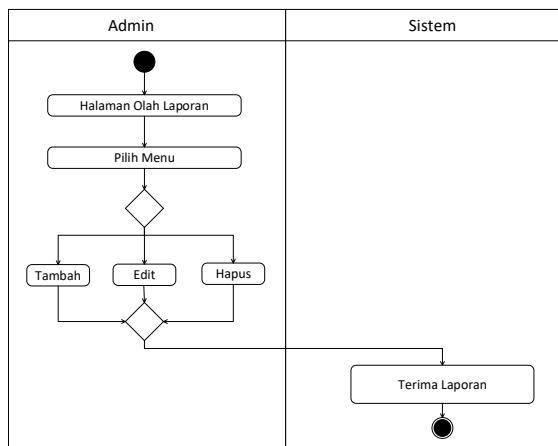 Admin
Sistem
Halaman Olah Laporan
Pilih Menu
Tambah
Edit
Hapus
Terima Laporan